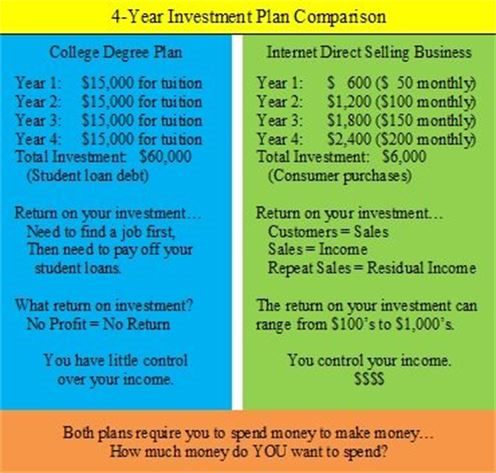 4-Year Investment Plan Comparison
College Degree Plan
Year 1: $15,000 for tuition
Year 2: $15,000 for tuition
Year 3: $15,000 for tuition
Year 4: $15,000 for tuition
Total Investment: $60,000
(Student loan debt)
Return on your investment…
Need to find a job first,
Then need to pay off your
student loans.
What return on investment?
No Profit = No Return
You have little control
over your income.
Internet Direct Selling Business
Year 1: $ 600 ($ 50 monthly)
Year 2: $1,200 ($100 monthly)
Year 3: $1,800 ($150 monthly)
Year 4: $2,400 ($200 monthly)
Total Investment: $6,000
(Consumer purchases)
Return on your investment…
Customers = Sales
Sales = Income
Repeat Sales = Residual Income
The return on your investment can
range from $100's to $1,000's.
You control your income.
$$$$
Both plans require you to spend money to make money…
How much money do YOU want to spend?